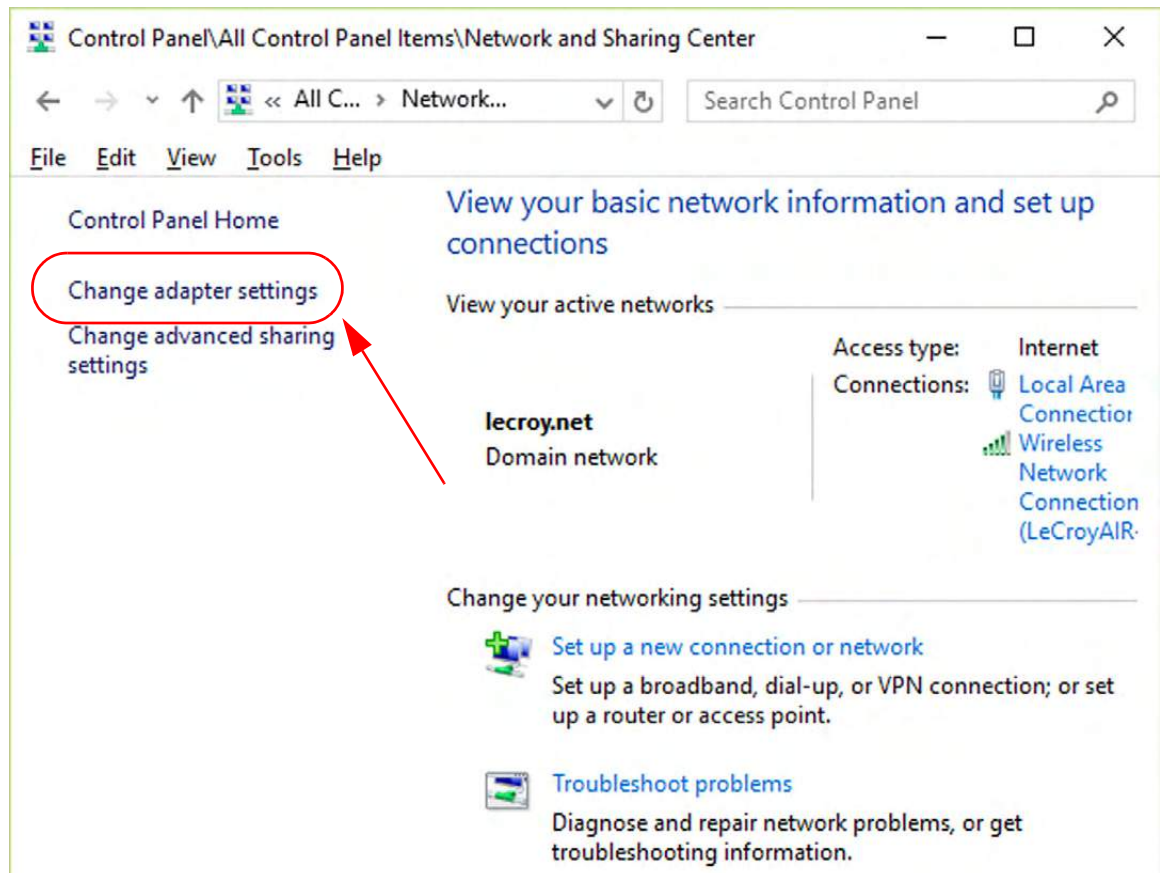 Control Panel\All Control Panel Items\Network and Sharing Center
« All C... › Network...
Search Control Panel
File Edit View Tools Help
Control Panel Home
Change adapter settings
Change advanced sharing
settings
View your basic network information and set up
connections
View your active networks
lecroy.net
Domain network
Access type: Internet
Connections: Local Area
Connection
Wireless
Network
Connection
(LeCroyAIR-
Change your networking settings
Set up a new connection or network
Set up a broadband, dial-up, or VPN connection; or set
up a router or access point.
Troubleshoot problems
Diagnose and repair network problems, or get
troubleshooting information.